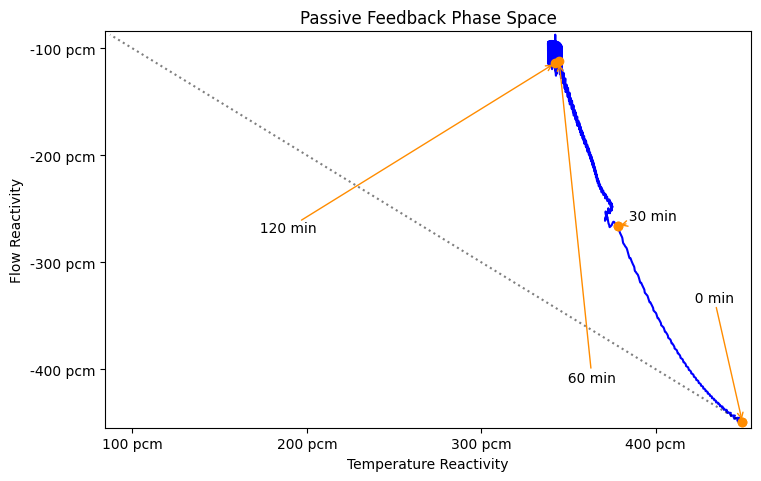 Passive Feedback Phase Space
-100 pcm
-200 pcm
-300 pcm
-400 pcm
Flow Reactivity
120 min
30 min
0 min
60 min
100 pcm
200 pcm
300 pcm
400 pcm
Temperature Reactivity